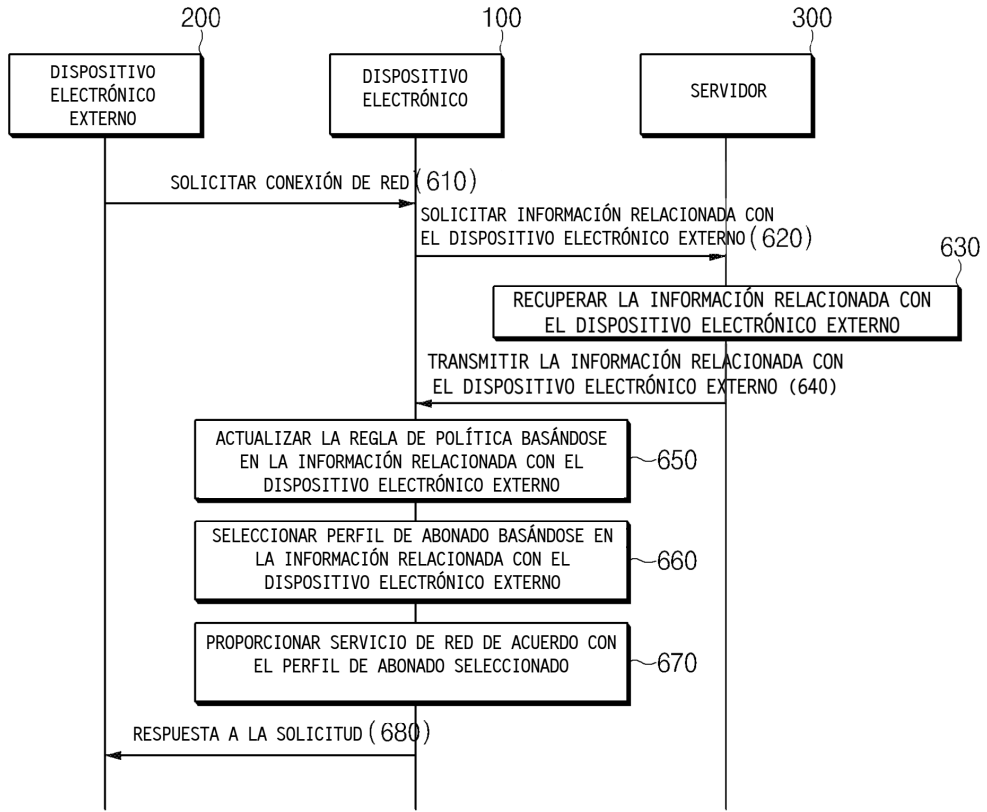 200
100
300
DISPOSITIVO
ELECTRÓNICO
EXTERNO
DISPOSITIVO
ELECTRÓNICO
SERVIDOR
SOLICITAR CONEXIÓN DE RED (610)
SOLICITAR INFORMACIÓN RELACIONADA CON
EL DISPOSITIVO ELECTRÓNICO EXTERNO (620)
630
RECUPERAR LA INFORMACIÓN RELACIONADA CON
EL DISPOSITIVO ELECTRÓNICO EXTERNO
TRANSMITIR LA INFORMACIÓN RELACIONADA CON
EL DISPOSITIVO ELECTRÓNICO EXTERNO (640)
ACTUALIZAR LA REGLA DE POLÍTICA BASÁNDOSE
EN LA INFORMACIÓN RELACIONADA CON EL
DISPOSITIVO ELECTRÓNICO EXTERNO
650
SELECCIONAR PERFIL DE ABONADO BASÁNDOSE EN
LA INFORMACIÓN RELACIONADA CON EL
DISPOSITIVO ELECTRÓNICO EXTERNO
660
PROPORCIONAR SERVICIO DE RED DE ACUERDO CON
EL PERFIL DE ABONADO SELECCIONADO
670
RESPUESTA A LA SOLICITUD (680)